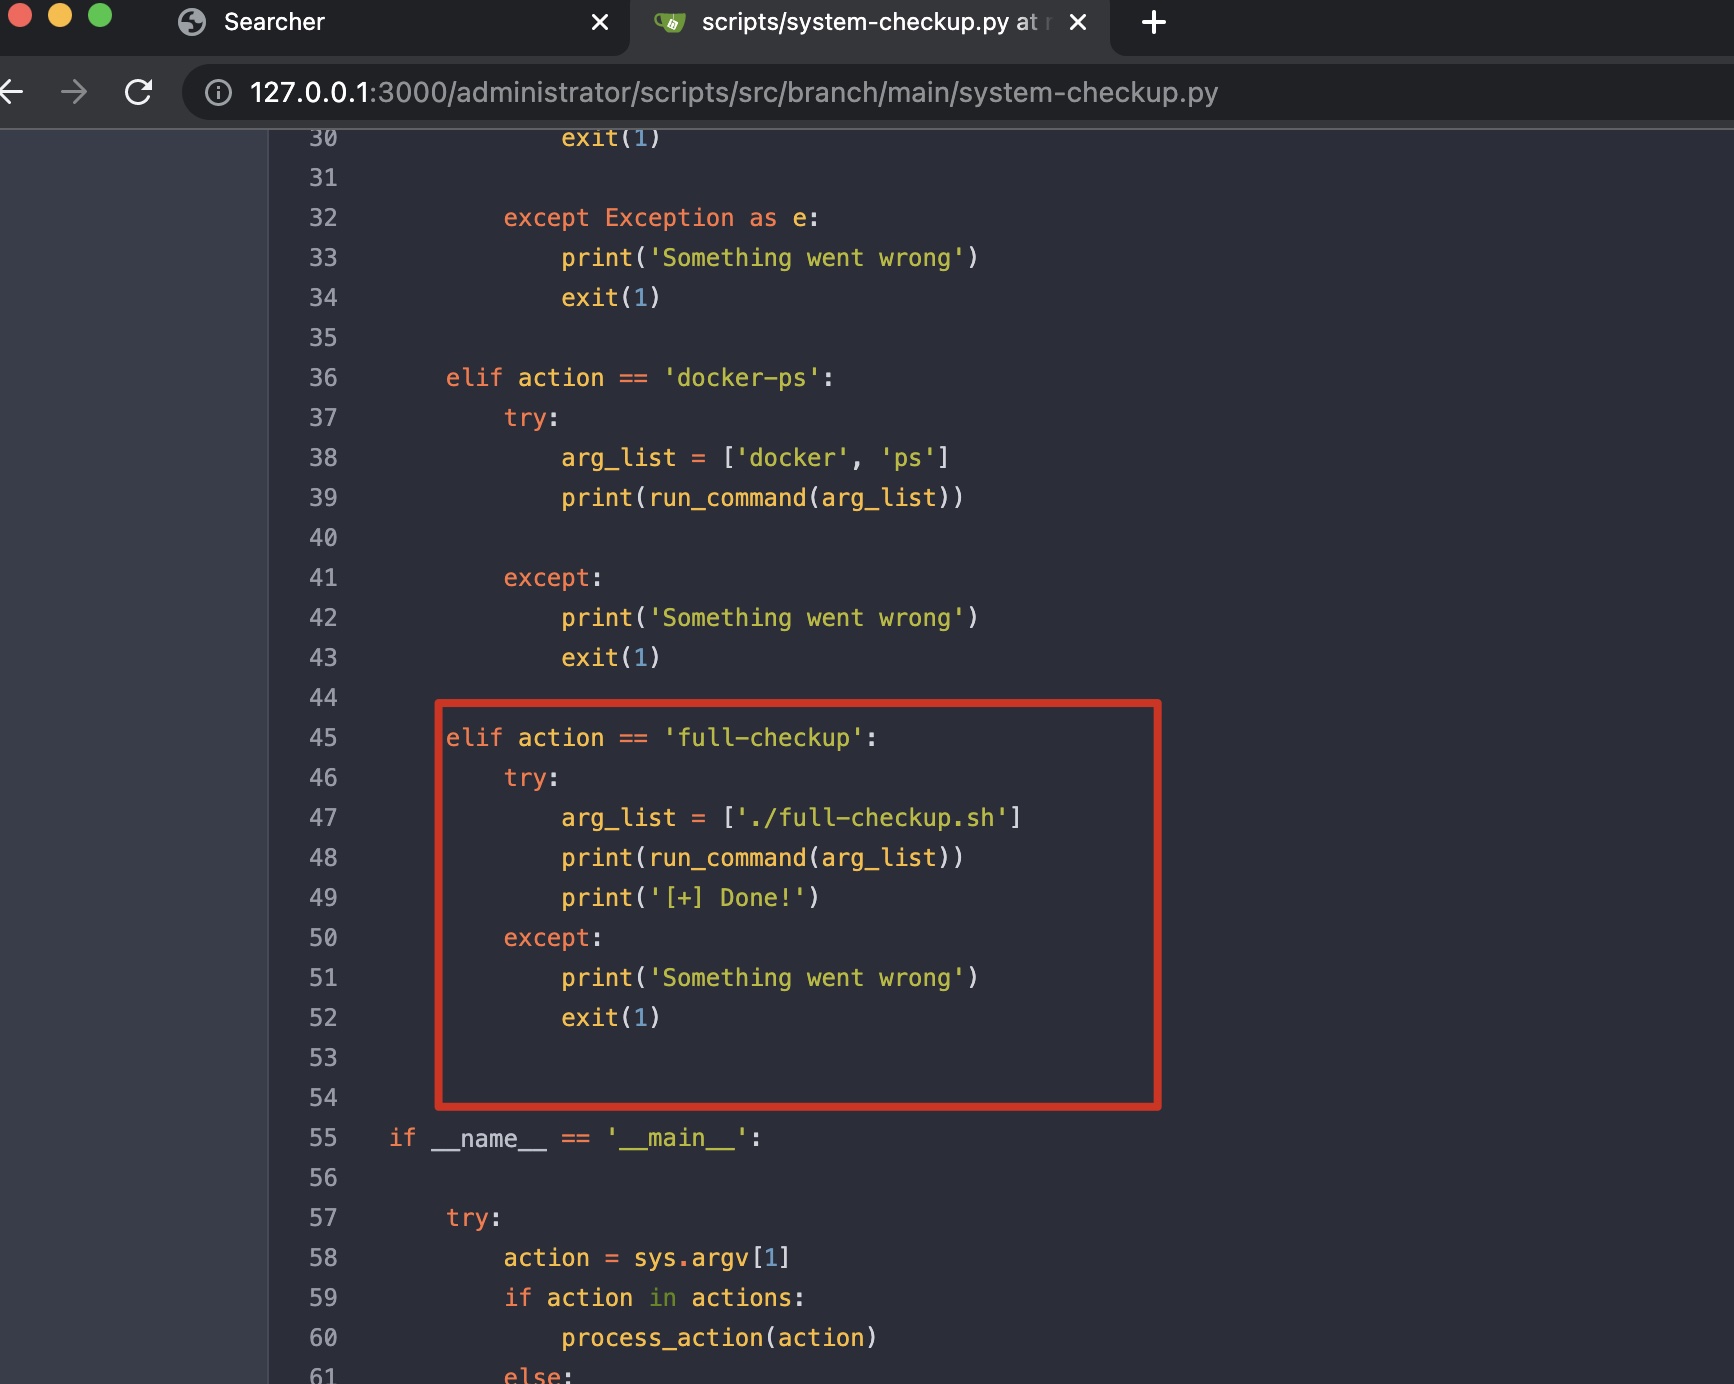 Searcher
scripts/system-checkup.py at
127.0.0.1:3000/administrator/scripts/src/branch/main/system-checkup.py
30 exit(1)
31
32 except Exception as e:
33 print('Something went wrong')
34 exit(1)
35
36 elif action == 'docker-ps':
37 try:
38 arg_list = ['docker', 'ps']
39 print(run_command(arg_list))
40
41 except:
42 print('Something went wrong')
43 exit(1)
44
45 elif action == 'full-checkup':
46 try:
47 arg_list = ['./full-checkup.sh']
48 print(run_command(arg_list))
49 print('[+] Done!')
50 except:
51 print('Something went wrong')
52 exit(1)
53
54
55 if __name__ == '__main__':
56
57 try:
58 action = sys.argv[1]
59 if action in actions:
60 process_action(action)
61 else: